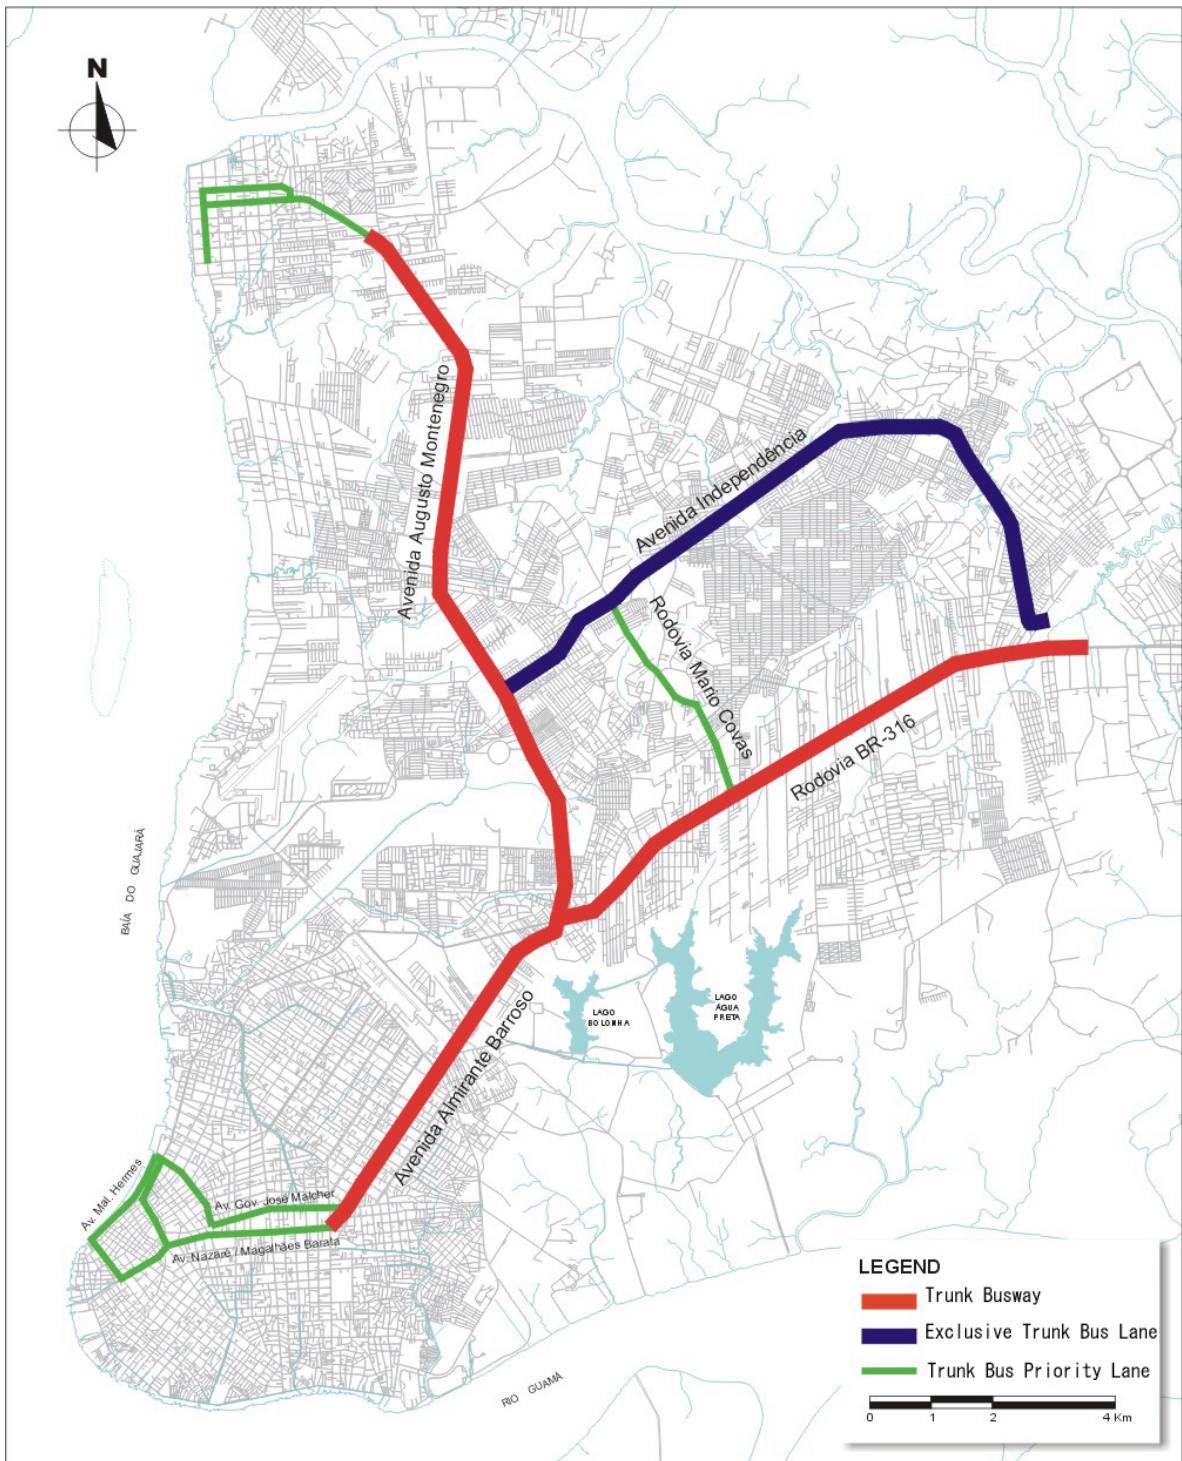 N
Avenida Augusto Montenegro
Avenida Independência
Rodovia Mario Covas
Rodovia BR-316
BAÍA DO GUAJARÁ
LAGO
BOLONHA
LAGO
ÁGUA
PRETA
Avenida Almirante Barroso
Av. Mal. Hermes
Av. Gov. José Malcher
Av. Nazaré / Magalhães Barata
RIO GUAMÁ
LEGEND
Trunk Busway
Exclusive Trunk Bus Lane
Trunk Bus Priority Lane
0 1 2 4 Km